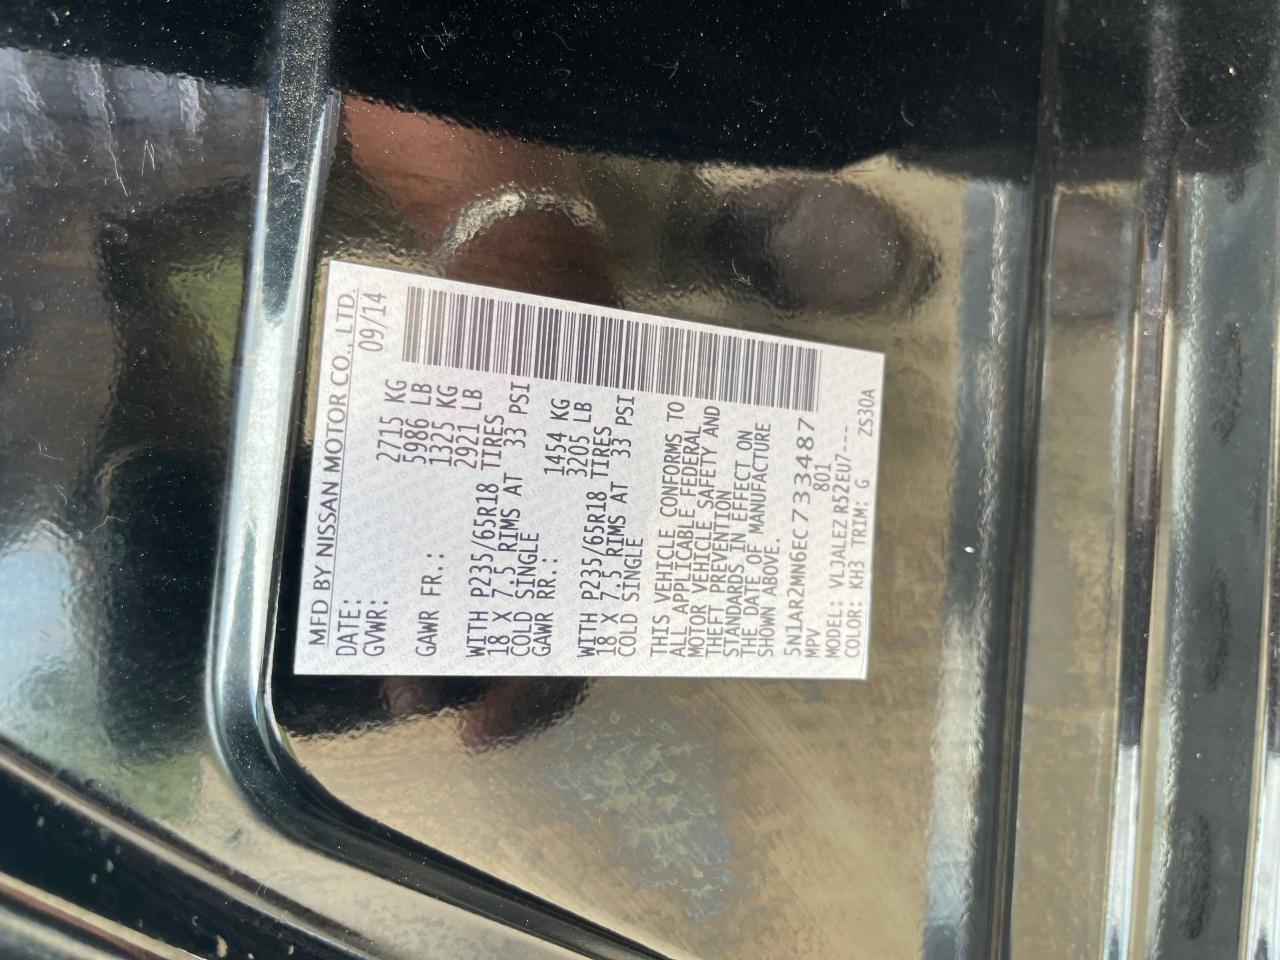 MFD BY NISSAN MOTOR CO., LTD.
DATE: 09/14
GVWR: 2715 KG
5986 LB
GAWR FR.: 1325 KG
2921 LB
WITH P235/65R18 TIRES
18 X 7.5 RIMS AT 33 PSI
COLD SINGLE
GAWR RR.: 1454 KG
3205 LB
WITH P235/65R18 TIRES
18 X 7.5 RIMS AT 33 PSI
COLD SINGLE
THIS VEHICLE CONFORMS TO
ALL APPLICABLE FEDERAL
MOTOR VEHICLE SAFETY AND
THEFT PREVENTION
STANDARDS IN EFFECT ON
THE DATE OF MANUFACTURE
SHOWN ABOVE.
5N1AR2MN6EC733487
MPV 801
MODEL: VLJALEZ R52EU7---
COLOR: KH3 TRIM: G ZS30A